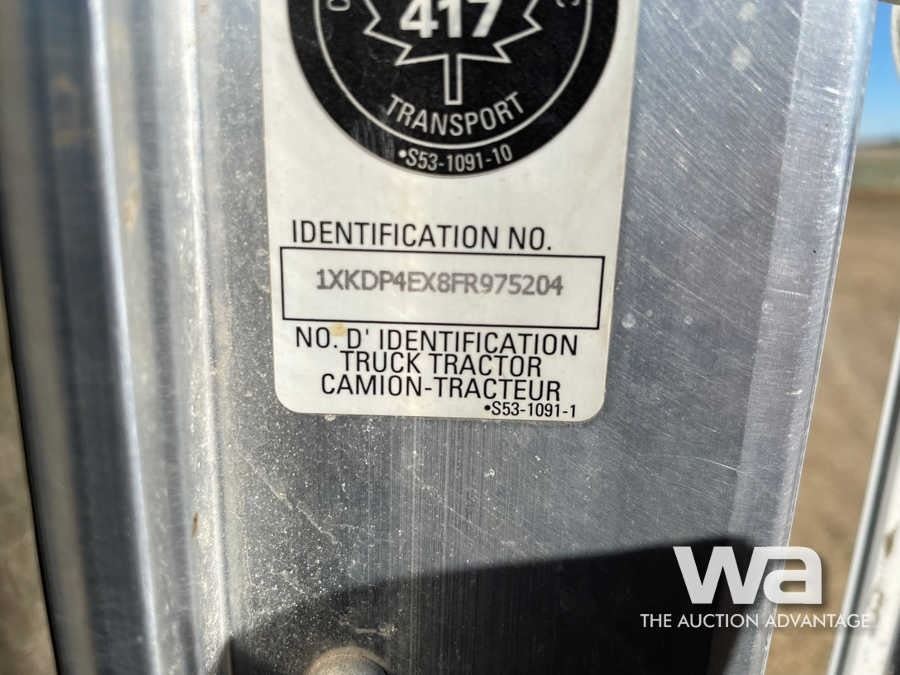 417
TRANSPORT
•S53-1091-10
IDENTIFICATION NO.
1XKDP4EX8FR975204
NO. D' IDENTIFICATION
TRUCK TRACTOR
CAMION-TRACTEUR
•S53-1091-1
wa
THE AUCTION ADVANTAGE